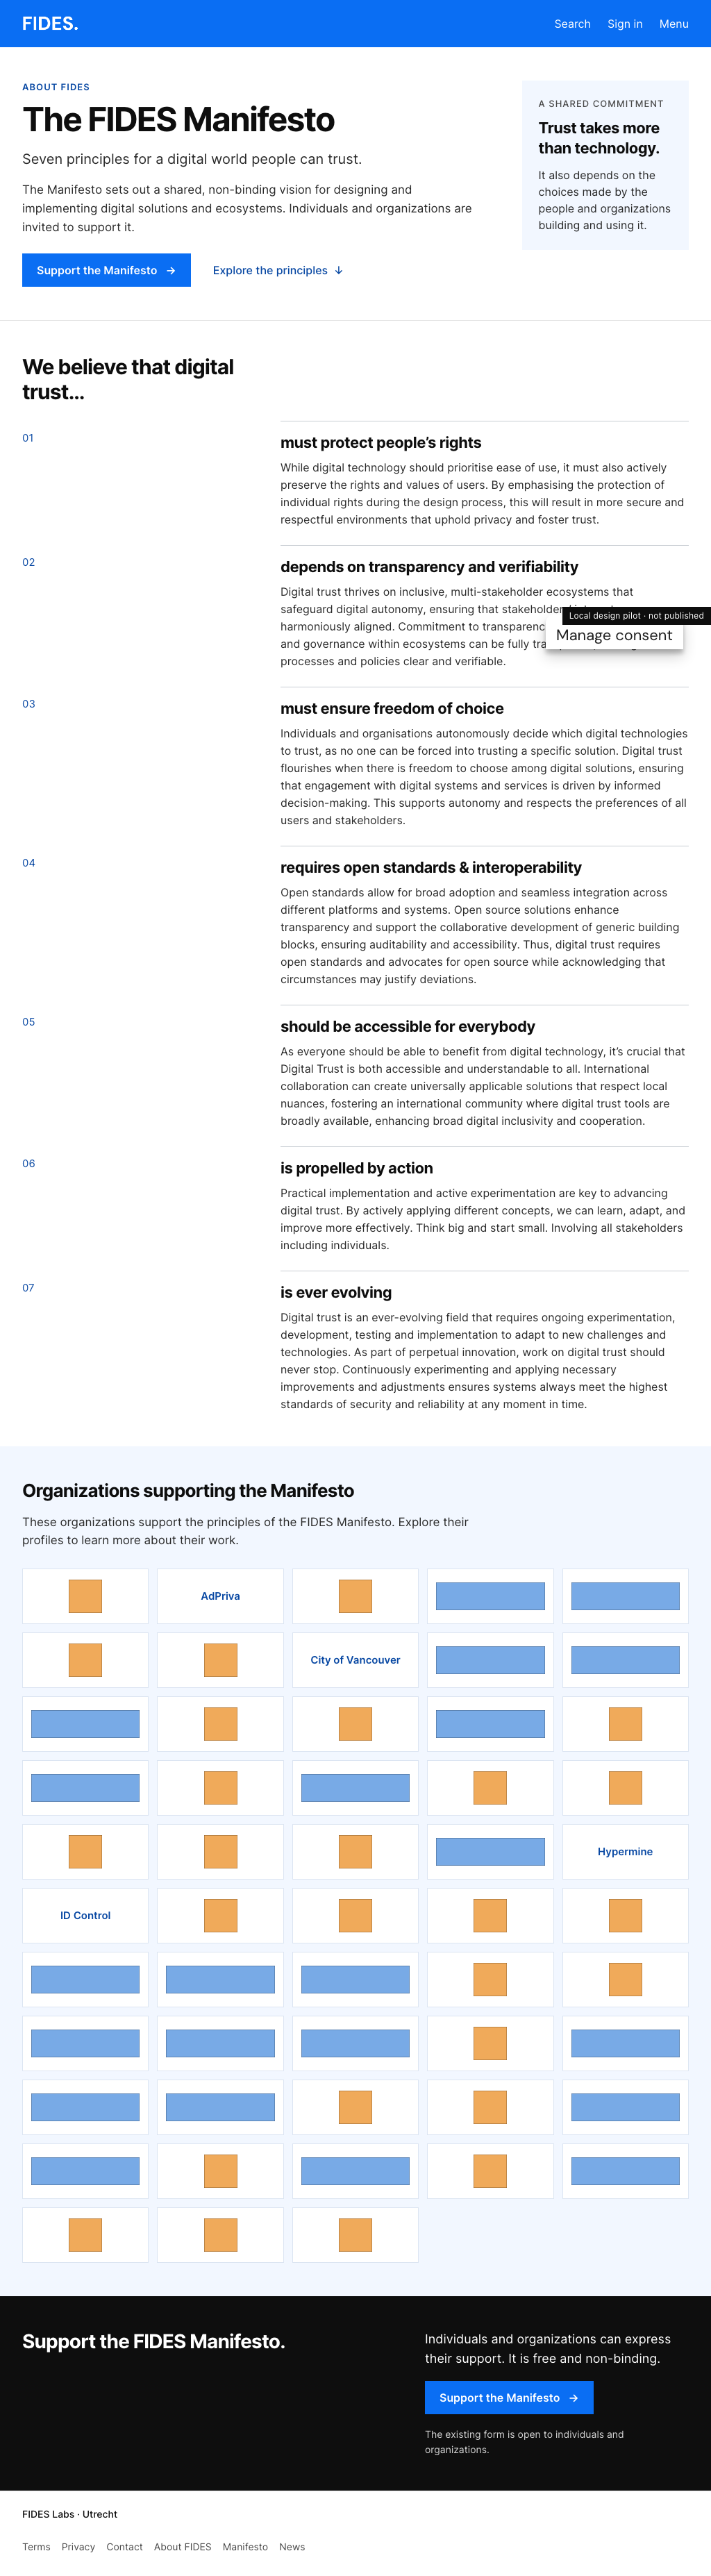 FIDES.
Search Sign in Menu
ABOUT FIDES
The FIDES Manifesto
Seven principles for a digital world people can trust.
The Manifesto sets out a shared, non-binding vision for designing and
implementing digital solutions and ecosystems. Individuals and organizations are
invited to support it.
Support the Manifesto →
Explore the principles ↓
A SHARED COMMITMENT
Trust takes more
than technology.
It also depends on the
choices made by the
people and organizations
building and using it.
We believe that digital
trust...
01
must protect people’s rights
While digital technology should prioritise ease of use, it must also actively
preserve the rights and values of users. By emphasising the protection of
individual rights during the design process, this will result in more secure and
respectful environments that uphold privacy and foster trust.
02
depends on transparency and verifiability
Digital trust thrives on inclusive, multi-stakeholder ecosystems that
safeguard digital autonomy, ensuring that stakeholder
harmoniously aligned. Commitment to
and governance within ecosystems can be fully
processes and policies clear and verifiable.
Local design pilot · not published
Manage consent
03
must ensure freedom of choice
Individuals and organisations autonomously decide which digital technologies
to trust, as no one can be forced into trusting a specific solution. Digital trust
flourishes when there is freedom to choose among digital solutions, ensuring
that engagement with digital systems and services is driven by informed
decision-making. This supports autonomy and respects the preferences of all
users and stakeholders.
04
requires open standards & interoperability
Open standards allow for broad adoption and seamless integration across
different platforms and systems. Open source solutions enhance
transparency and support the collaborative development of generic building
blocks, ensuring auditability and accessibility. Thus, digital trust requires
open standards and advocates for open source while acknowledging that
circumstances may justify deviations.
05
should be accessible for everybody
As everyone should be able to benefit from digital technology, it’s crucial that
Digital Trust is both accessible and understandable to all. International
collaboration can create universally applicable solutions that respect local
nuances, fostering an international community where digital trust tools are
broadly available, enhancing broad digital inclusivity and cooperation.
06
is propelled by action
Practical implementation and active experimentation are key to advancing
digital trust. By actively applying different concepts, we can learn, adapt, and
improve more effectively. Think big and start small. Involving all stakeholders
including individuals.
07
is ever evolving
Digital trust is an ever-evolving field that requires ongoing experimentation,
development, testing and implementation to adapt to new challenges and
technologies. As part of perpetual innovation, work on digital trust should
never stop. Continuously experimenting and applying necessary
improvements and adjustments ensures systems always meet the highest
standards of security and reliability at any moment in time.
Organizations supporting the Manifesto
These organizations support the principles of the FIDES Manifesto. Explore their
profiles to learn more about their work.
AdPriva
City of Vancouver
Hypermine
ID Control
Support the FIDES Manifesto.
Individuals and organizations can express
their support. It is free and non-binding.
Support the Manifesto →
The existing form is open to individuals and
organizations.
FIDES Labs · Utrecht
Terms Privacy Contact About FIDES Manifesto News